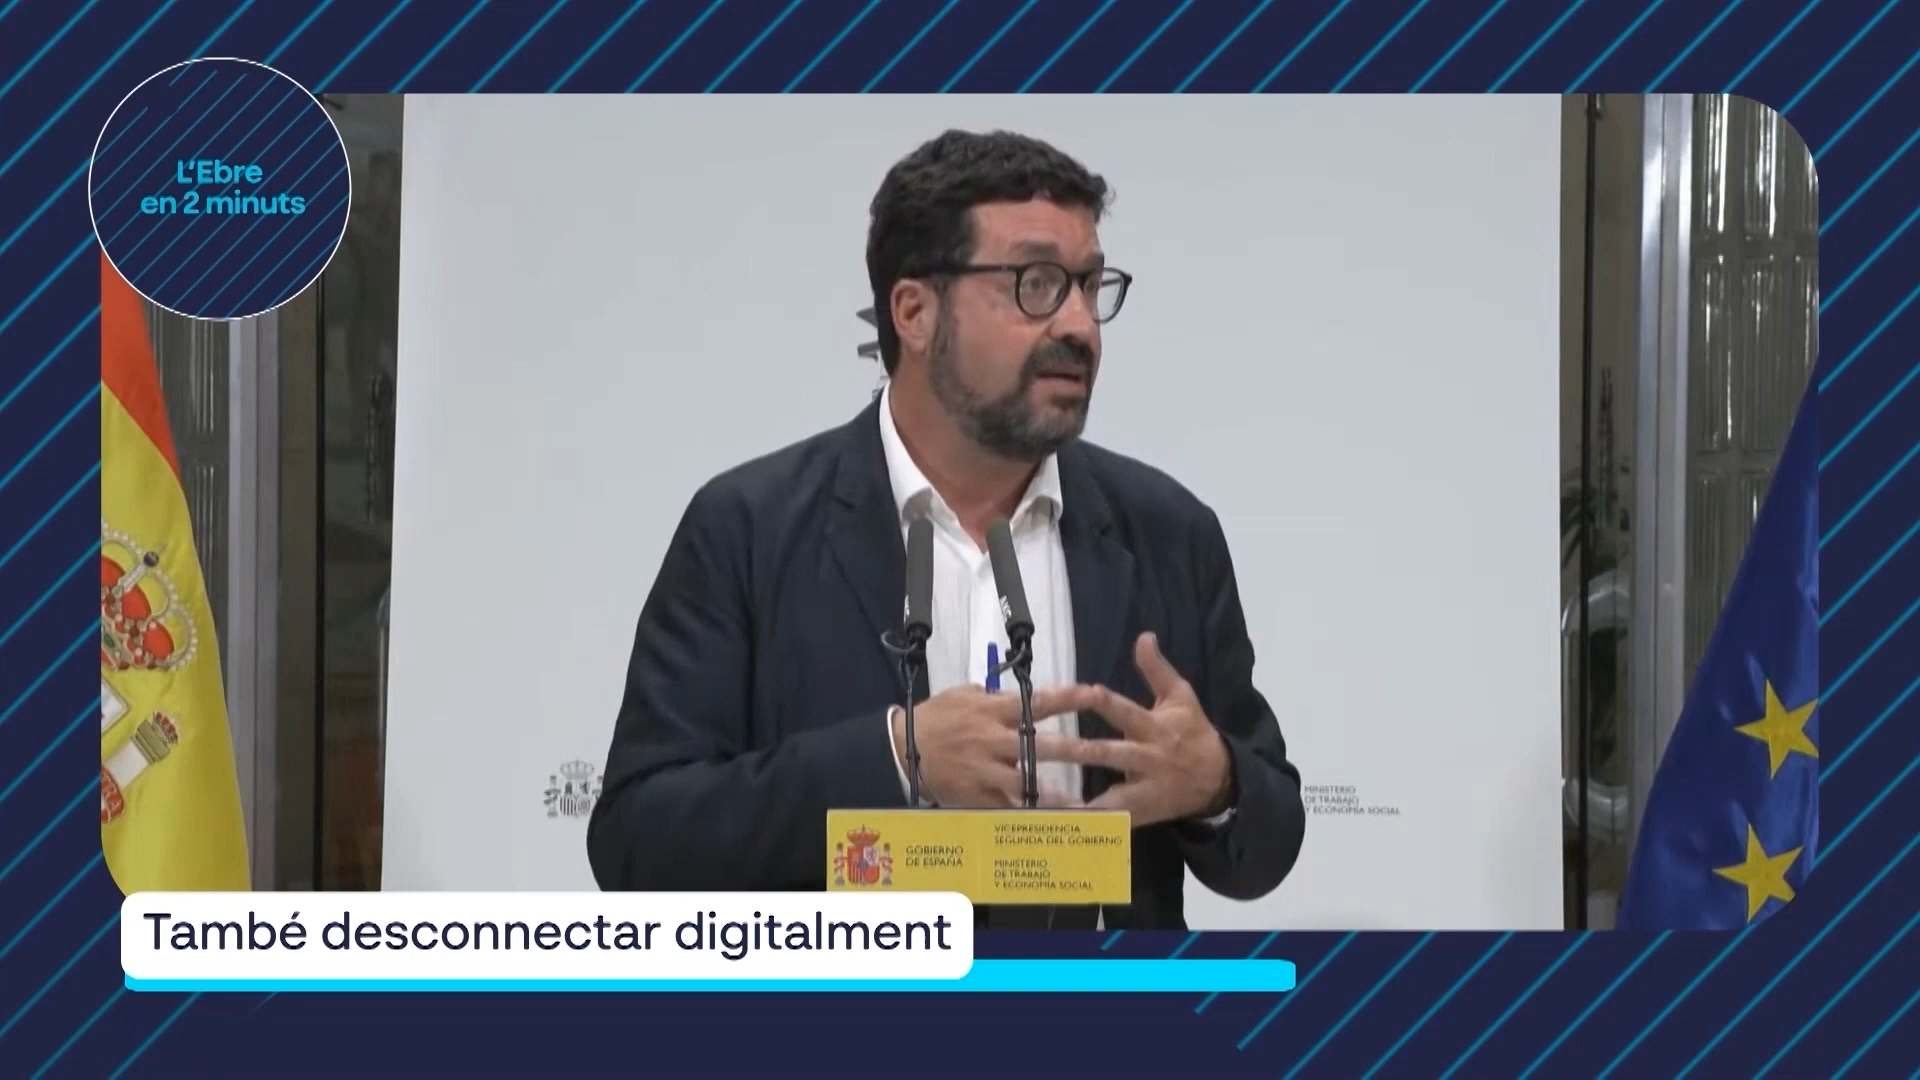 L'Ebre
en 2 minuts
MINISTERIO
DE TRABAJO
Y ECONOMÍA SOCIAL
GOBIERNO
DE ESPAÑA
VICEPRESIDENCIA
SEGUNDA DEL GOBIERNO
MINISTERIO
DE TRABAJO
Y ECONOMÍA SOCIAL
També desconnectar digitalment